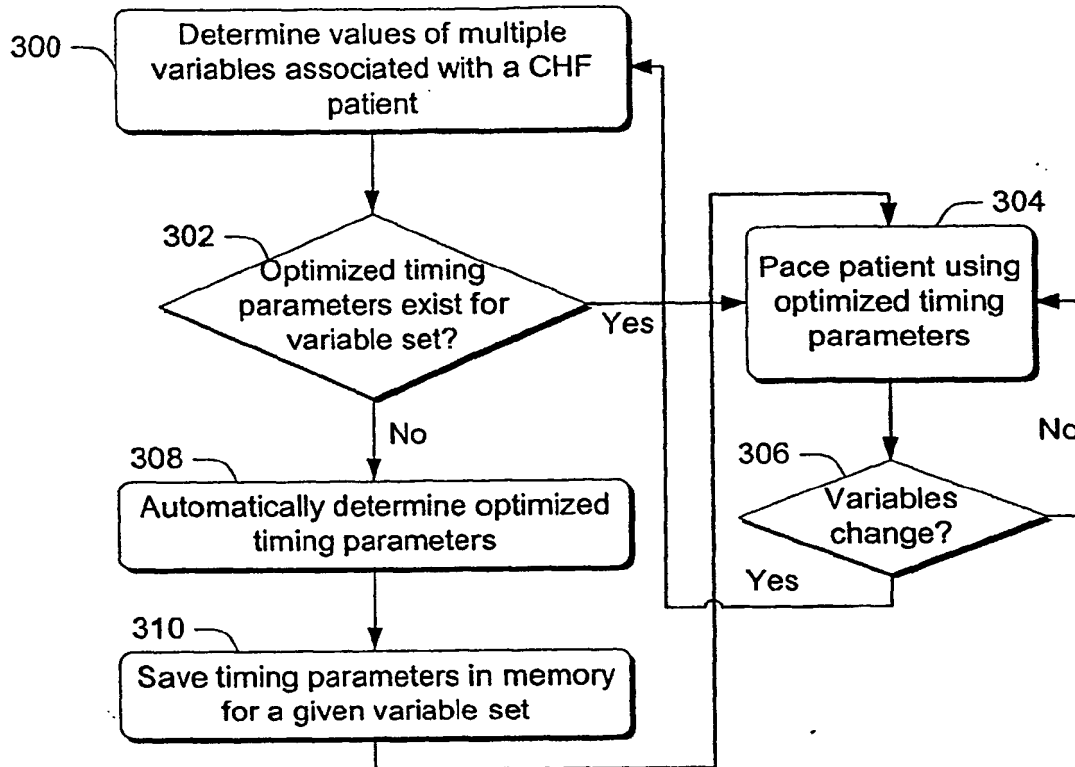 300
Determine values of multiple
variables associated with a CHF
patient
302
Optimized timing
parameters exist for
variable set?
Yes
No
304
Pace patient using
optimized timing
parameters
306
Variables
change?
No
Yes
308
Automatically determine optimized
timing parameters
310
Save timing parameters in memory
for a given variable set